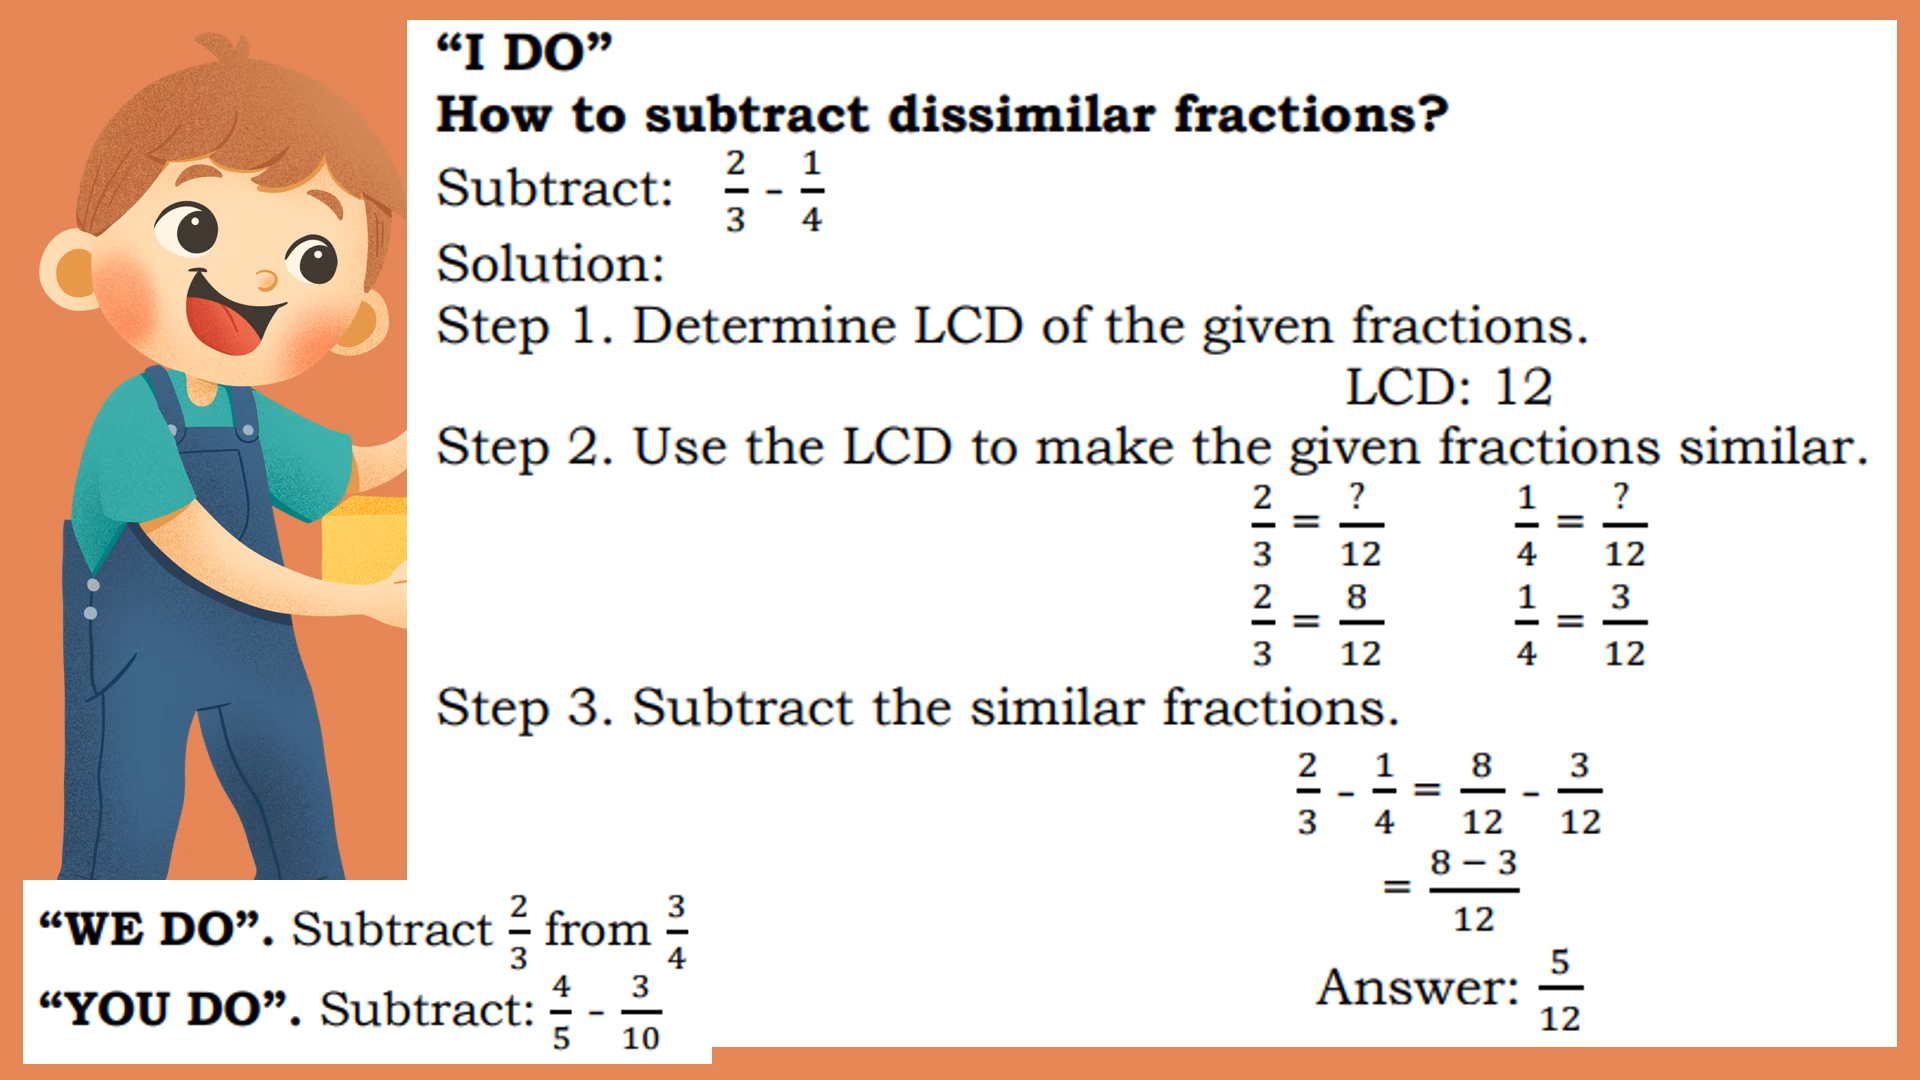 “I DO”
How to subtract dissimilar fractions?
Subtract: 2/3 - 1/4
Solution:
Step 1. Determine LCD of the given fractions.
LCD: 12
Step 2. Use the LCD to make the given fractions similar.
2/3 = ?/12 1/4 = ?/12
2/3 = 8/12 1/4 = 3/12
Step 3. Subtract the similar fractions.
2/3 - 1/4 = 8/12 - 3/12
= 8 − 3/12
Answer: 5/12
“WE DO”. Subtract 2/3 from 3/4
“YOU DO”. Subtract: 4/5 - 3/10